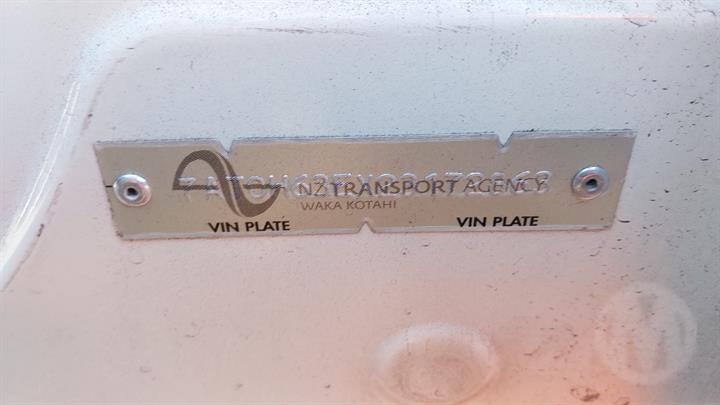 NZ TRANSPORT AGENCY
WAKA KOTAHI
VIN PLATE VIN PLATE